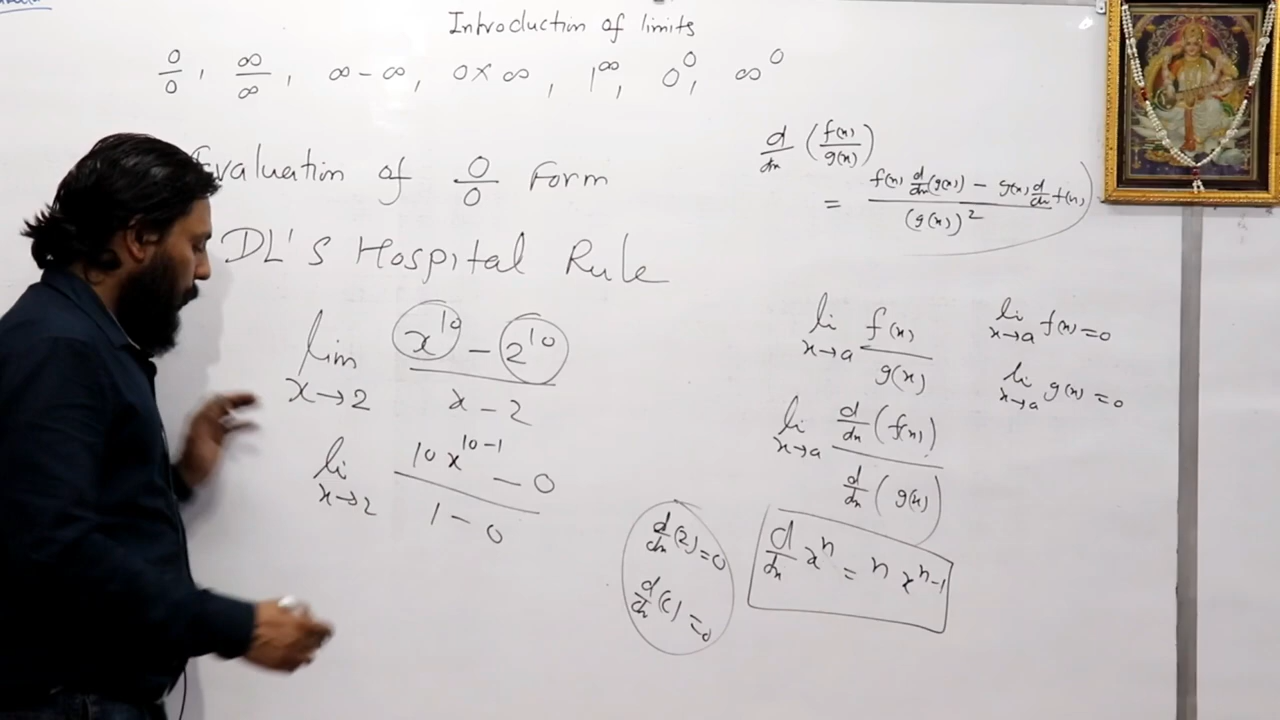 Introduction of limits
0/0, ∞/∞, ∞-∞, 0×∞, 1^∞, 0^0, ∞^0
Evaluation of 0/0 Form
DL'S Hospital Rule
lim x→2 (x^10 - 2^10)/(x - 2)
li x→2 (10x^(10-1) - 0)/(1 - 0)
d/dx (f(x)/g(x))
= (f(x) d/dx(g(x)) - g(x) d/dx f(x))/(g(x))^2
li x→a f(x)/g(x)
li x→a f(x)=0
li x→a g(x)=0
li x→a d/dx(f(x))/d/dx(g(x))
d/dx(2)=0
d/dx(c)=0
d/dx x^n = n x^(n-1)